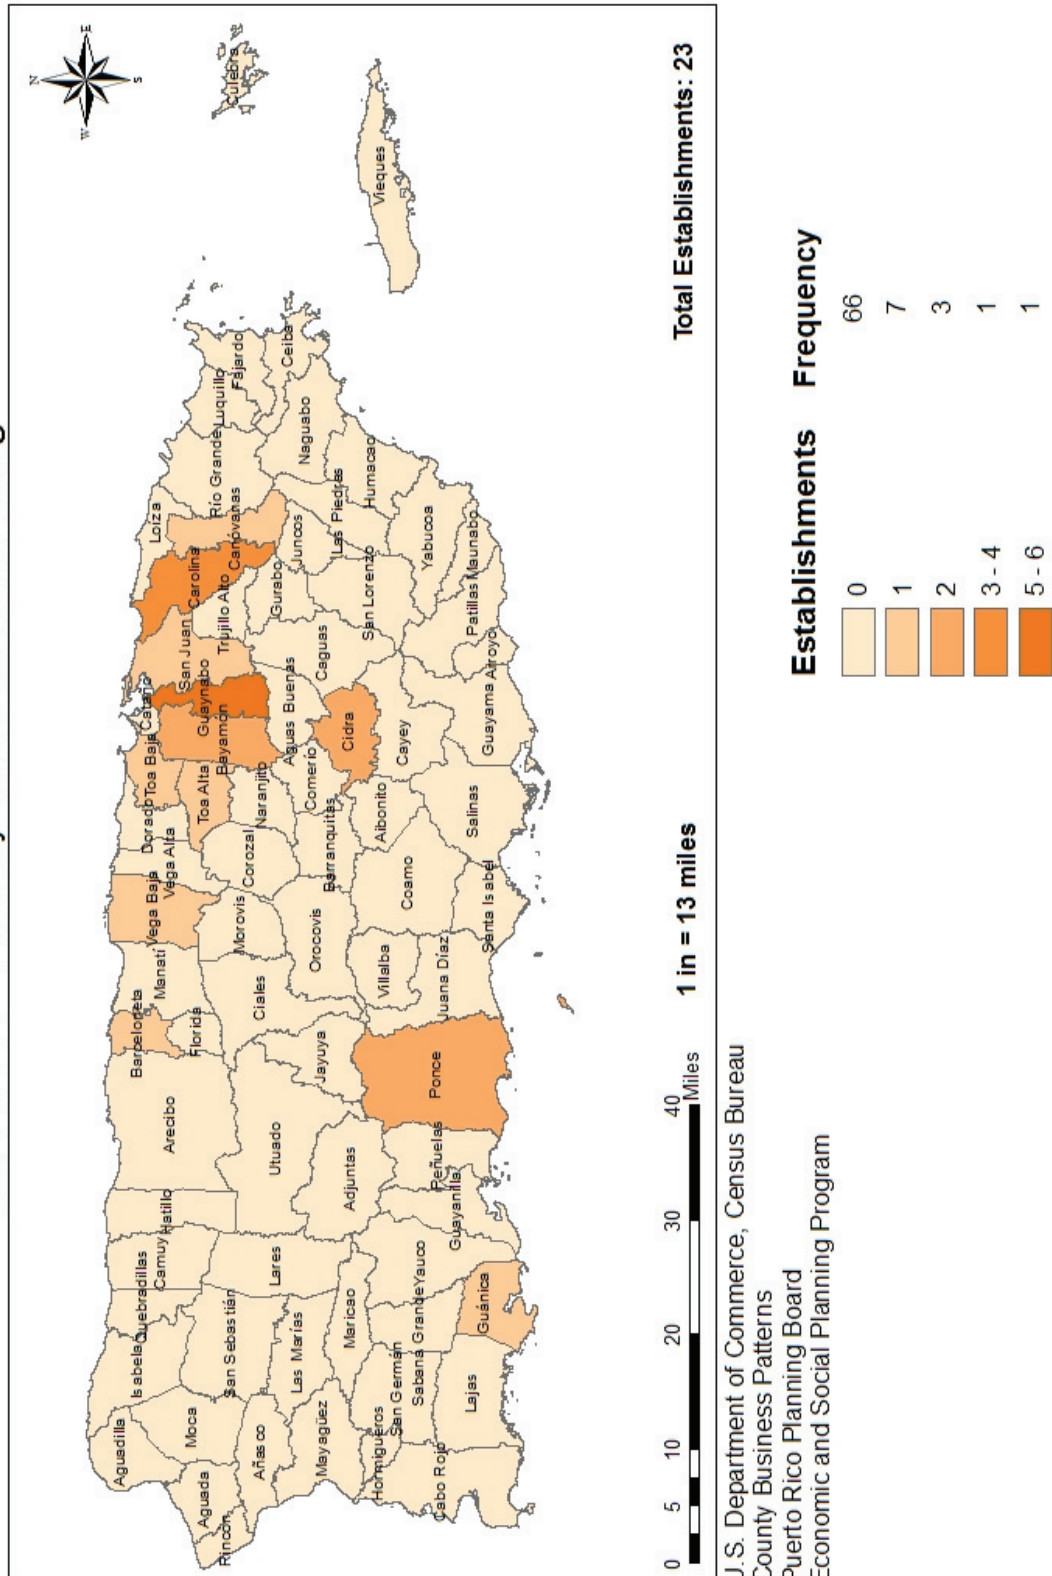 N
E
S
W
Culebra
Vieques
Fajardo
Luquillo
Ceiba
Río Grande
Loíza
Canóvanas
Carolina
Naguabo
Las Piedras
Humacao
Juncos
Trujillo Alto
Gurabo
San Juan
San Lorenzo
Yabucoa
Maunabo
Patillas
Caguas
Guaynabo
Cataño
Bayamón
Aguas Buenas
Cidra
Cayey
Arroyo
Guayama
Toa Baja
Toa Alta
Dorado
Naranjito
Comerío
Vega Alta
Corozal
Barranquitas
Aibonito
Salinas
Vega Baja
Morovis
Orocovis
Coamo
Santa Isabel
Manatí
Ciales
Villalba
Juana Díaz
Barceloneta
Florida
Jayuya
Ponce
Arecibo
Utuado
Adjuntas
Peñuelas
Hatillo
Guayanilla
Camuy
Quebradillas
Lares
Yauco
Guánica
Isabela
San Sebastián
Las Marías
Maricao
Sabana Grande
San Germán
Lajas
Aguadilla
Moca
Añasco
Mayagüez
Hormigueros
Cabo Rojo
Aguada
Rincón
Total Establishments: 23
1 in = 13 miles
0 5 10 20 30 40
Miles
U.S. Department of Commerce, Census Bureau
County Business Patterns
Puerto Rico Planning Board
Economic and Social Planning Program
Establishments Frequency
0 66
1 7
2 3
3 - 4 1
5 - 6 1